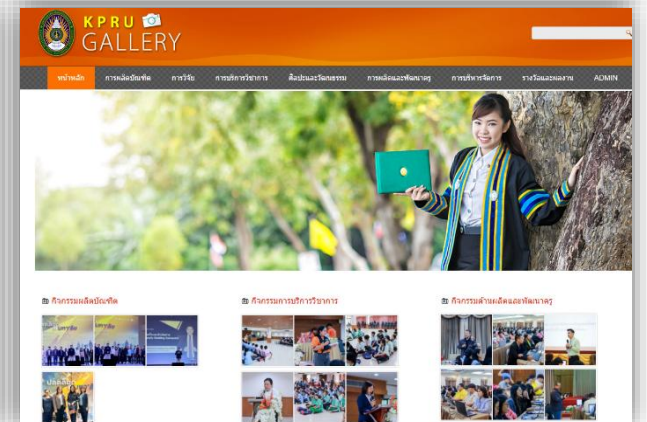 KPRU
GALLERY
หน้าหลัก การผลิตบัณฑิต การวิจัย การบริการวิชาการ ศิลปะและวัฒนธรรม การผลิตและพัฒนาครู การบริหารจัดการ รางวัลและผลงาน ADMIN
กิจกรรมผลิตบัณฑิต กิจกรรมการบริการวิชาการ กิจกรรมด้านผลิตและพัฒนาครู